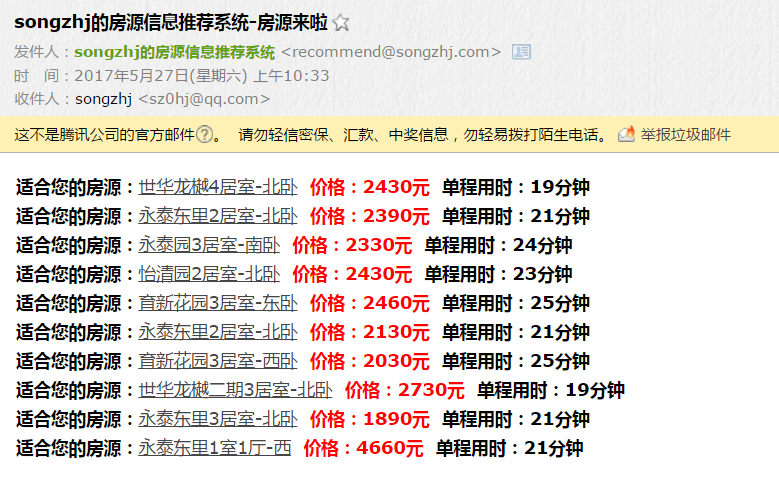 songzhj的房源信息推荐系统-房源来啦
发件人：songzhj的房源信息推荐系统 <recommend@songzhj.com>
时　间：2017年5月27日(星期六) 上午10:33
收件人：songzhj <sz0hj@qq.com>
这不是腾讯公司的官方邮件?。 请勿轻信密保、汇款、中奖信息，勿轻易拨打陌生电话。 举报垃圾邮件
适合您的房源：世华龙樾4居室-北卧 价格：2430元 单程用时：19分钟
适合您的房源：永泰东里2居室-北卧 价格：2390元 单程用时：21分钟
适合您的房源：永泰园3居室-南卧 价格：2330元 单程用时：24分钟
适合您的房源：怡清园2居室-北卧 价格：2430元 单程用时：23分钟
适合您的房源：育新花园3居室-东卧 价格：2460元 单程用时：25分钟
适合您的房源：永泰东里2居室-北卧 价格：2130元 单程用时：21分钟
适合您的房源：育新花园3居室-西卧 价格：2030元 单程用时：25分钟
适合您的房源：世华龙樾二期3居室-北卧 价格：2730元 单程用时：19分钟
适合您的房源：永泰东里3居室-北卧 价格：1890元 单程用时：21分钟
适合您的房源：永泰东里1室1厅-西 价格：4660元 单程用时：21分钟